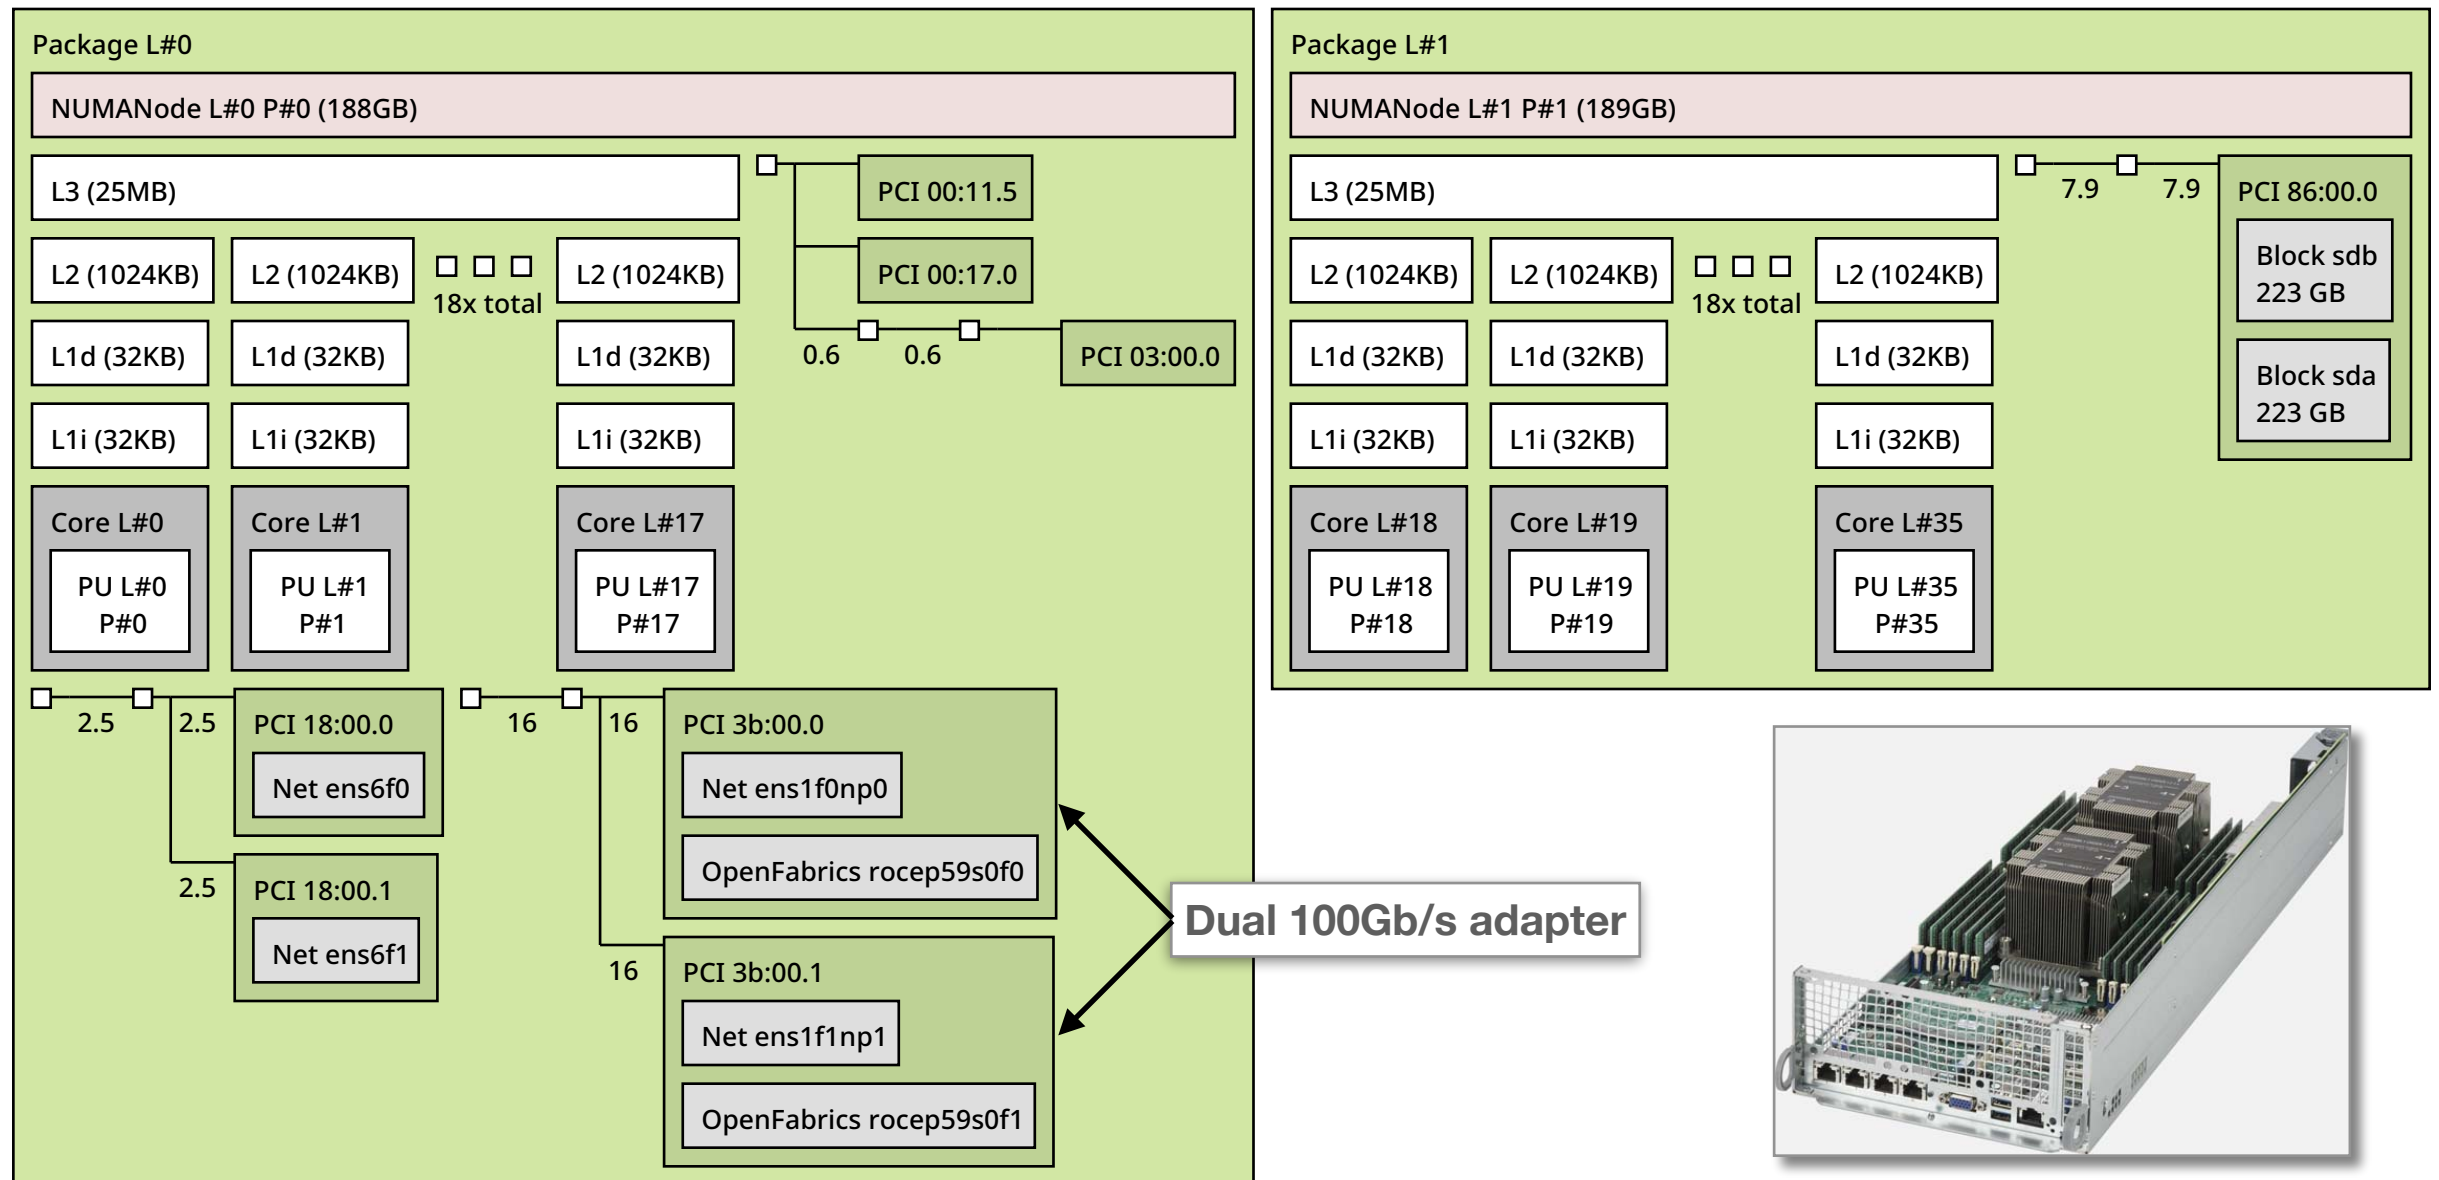 Package L#0
NUMANode L#0 P#0 (188GB)
L3 (25MB)
PCI 00:11.5
L2 (1024KB)
L2 (1024KB)
18x total
L2 (1024KB)
PCI 00:17.0
L1d (32KB)
L1d (32KB)
L1d (32KB)
0.6
0.6
PCI 03:00.0
L1i (32KB)
L1i (32KB)
L1i (32KB)
Core L#0
PU L#0
P#0
Core L#1
PU L#1
P#1
Core L#17
PU L#17
P#17
2.5
2.5
PCI 18:00.0
Net ens6f0
2.5
PCI 18:00.1
Net ens6f1
16
16
PCI 3b:00.0
Net ens1f0np0
OpenFabrics rocep59s0f0
16
PCI 3b:00.1
Net ens1f1np1
OpenFabrics rocep59s0f1
Dual 100Gb/s adapter
Package L#1
NUMANode L#1 P#1 (189GB)
L3 (25MB)
7.9
7.9
PCI 86:00.0
Block sdb
223 GB
Block sda
223 GB
L2 (1024KB)
L2 (1024KB)
18x total
L2 (1024KB)
L1d (32KB)
L1d (32KB)
L1d (32KB)
L1i (32KB)
L1i (32KB)
L1i (32KB)
Core L#18
PU L#18
P#18
Core L#19
PU L#19
P#19
Core L#35
PU L#35
P#35